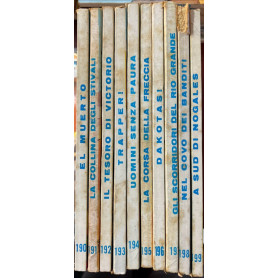 EL MUERTO
190
LA COLLINA DEGLI STIVALI
191
IL TESORO DI VICTORIO
192
TRAPPER!
193
UOMINI SENZA PAURA
194
LA CORSA DELLA FRECCIA
195
DAKOTAS!
196
GLI SCORRIDORI DEL RIO GRANDE
19
NEL COVO DEI BANDITI
198
A SUD DI NOGALES
199